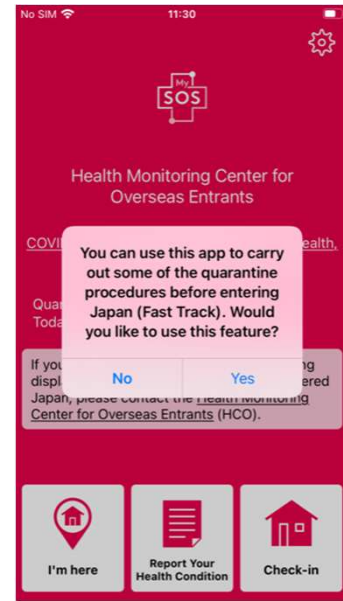 No SIM 11:30
My
SOS
Health Monitoring Center for
Overseas Entrants
COVI ealth,
You can use this app to carry
out some of the quarantine
procedures before entering
Japan (Fast Track). Would
you like to use this feature?
Quar
Toda
If you ng
displ No Yes ered
Japan, please contact the Health Monitoring
Center for Overseas Entrants (HCO).
I'm here
Report Your
Health Condition
Check-in